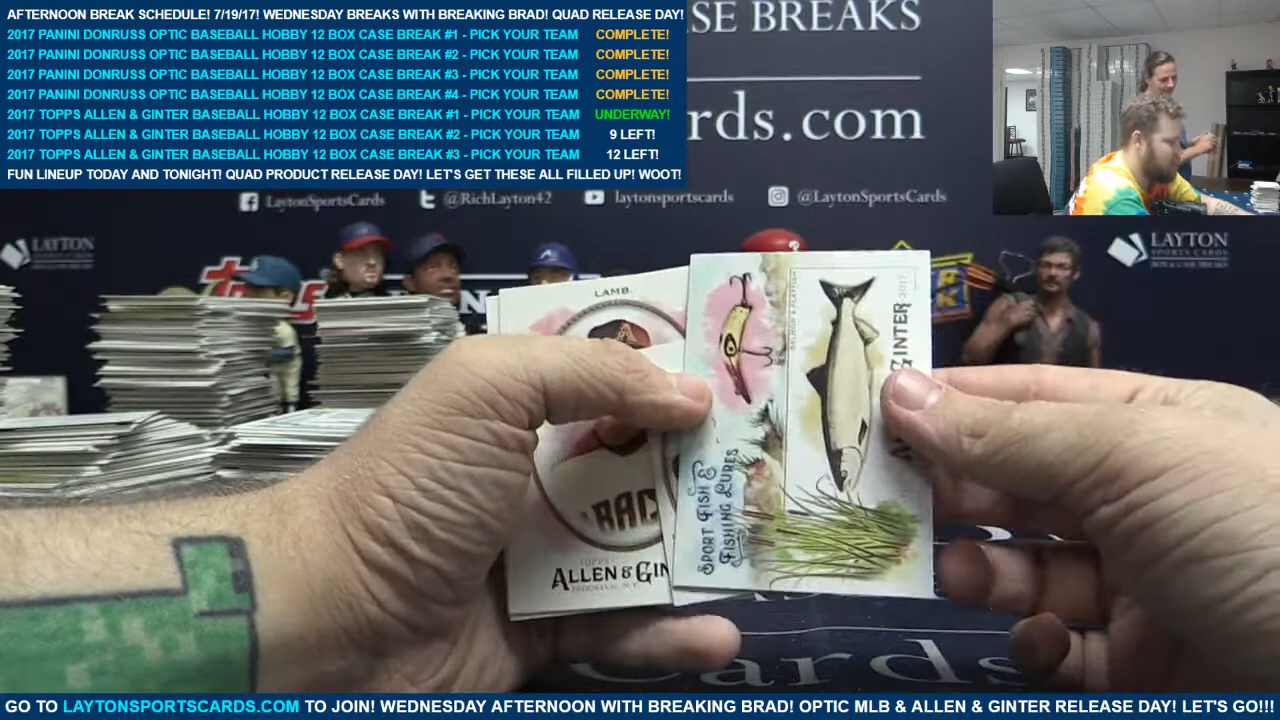 AFTERNOON BREAK SCHEDULE! 7/19/17! WEDNESDAY BREAKS WITH BREAKING BRAD! QUAD RELEASE DAY!
2017 PANINI DONRUSS OPTIC BASEBALL HOBBY 12 BOX CASE BREAK #1 - PICK YOUR TEAM COMPLETE!
2017 PANINI DONRUSS OPTIC BASEBALL HOBBY 12 BOX CASE BREAK #2 - PICK YOUR TEAM COMPLETE!
2017 PANINI DONRUSS OPTIC BASEBALL HOBBY 12 BOX CASE BREAK #3 - PICK YOUR TEAM COMPLETE!
2017 PANINI DONRUSS OPTIC BASEBALL HOBBY 12 BOX CASE BREAK #4 - PICK YOUR TEAM COMPLETE!
2017 TOPPS ALLEN & GINTER BASEBALL HOBBY 12 BOX CASE BREAK #1 - PICK YOUR TEAM UNDERWAY!
2017 TOPPS ALLEN & GINTER BASEBALL HOBBY 12 BOX CASE BREAK #2 - PICK YOUR TEAM 9 LEFT!
2017 TOPPS ALLEN & GINTER BASEBALL HOBBY 12 BOXCASE BREAK #3 - PICK YOUR TEAM 12 LEFT!
FUN LINEUP TODAY AND TONIGHT! QUAD PRODUCT RELEASE DAY! LET'S GET THESE ALL FILLED UP! WOOT!
SE BREAKS
rds.com
LaytonSportsCards @RichLayton42 laytonsportscards @LaytonSportsCards
LAYTON
LAYTON
SPORTS CARDS
LAMB.
SPORT FISH &
FISHING LURES
GINTER
2017
BRAC
ALLEN & GIN
Cards
GO TO LAYTONSPORTSCARDS.COM TO JOIN! WEDNESDAY AFTERNOON WITH BREAKING BRAD! OPTIC MLB & ALLEN & GINTER RELEASE DAY! LET'S GO!!!